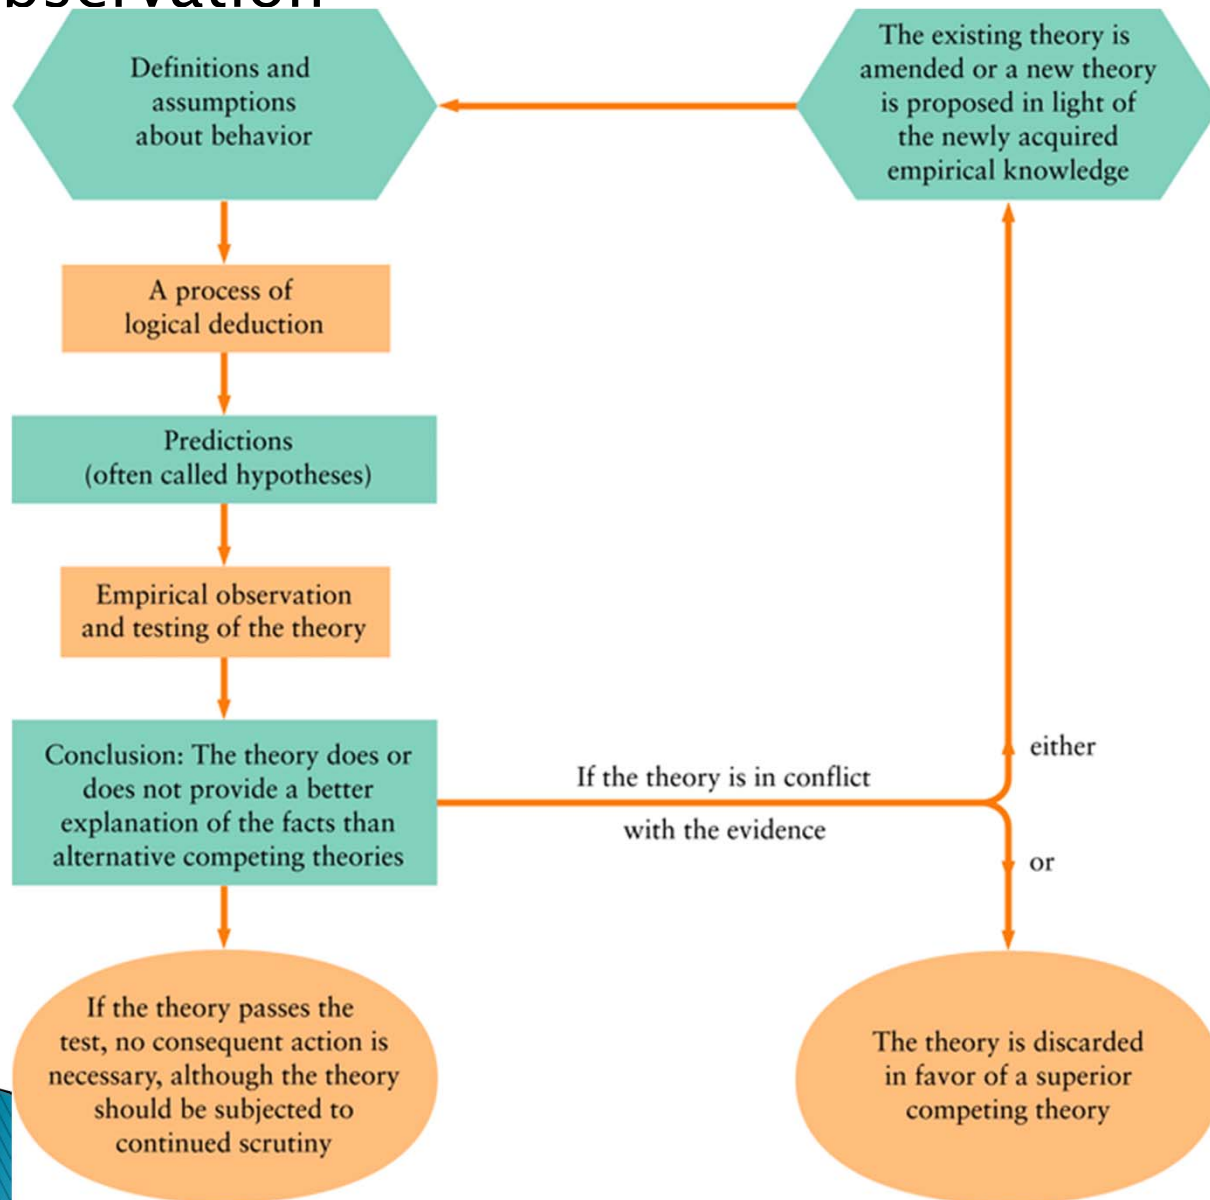 Definitions and
assumptions
about behavior
The existing theory is
amended or a new theory
is proposed in light of
the newly acquired
empirical knowledge
A process of
logical deduction
Predictions
(often called hypotheses)
Empirical observation
and testing of the theory
Conclusion: The theory does or
does not provide a better
explanation of the facts than
alternative competing theories
If the theory is in conflict
with the evidence
either
or
If the theory passes the
test, no consequent action is
necessary, although the theory
should be subjected to
continued scrutiny
The theory is discarded
in favor of a superior
competing theory